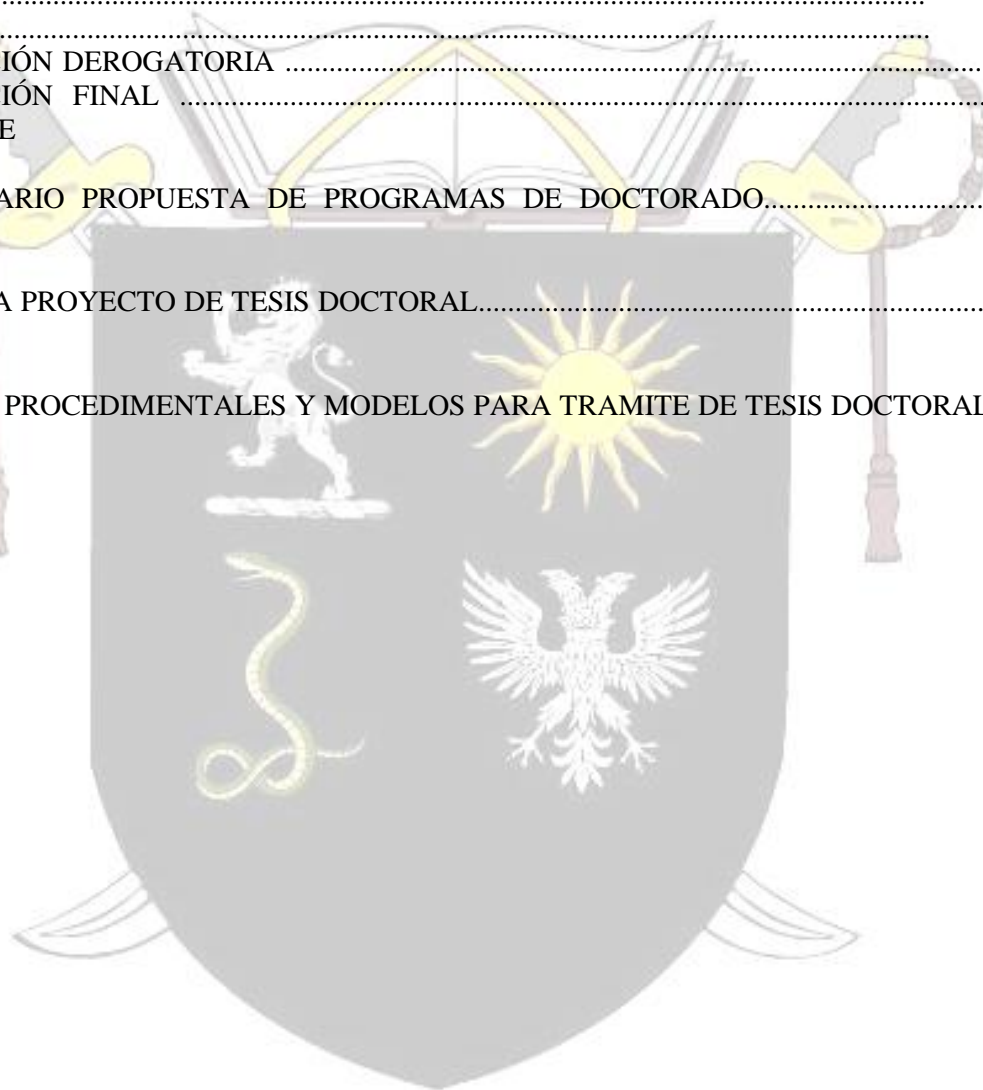 ..........................................................................................................................
..........................................................................................................................
IÓN DEROGATORIA ..............................................................................................
CIÓN FINAL ..............................................................................................................
E
ARIO PROPUESTA DE PROGRAMAS DE DOCTORADO..............................
A PROYECTO DE TESIS DOCTORAL....................................................................
PROCEDIMENTALES Y MODELOS PARA TRAMITE DE TESIS DOCTORAL